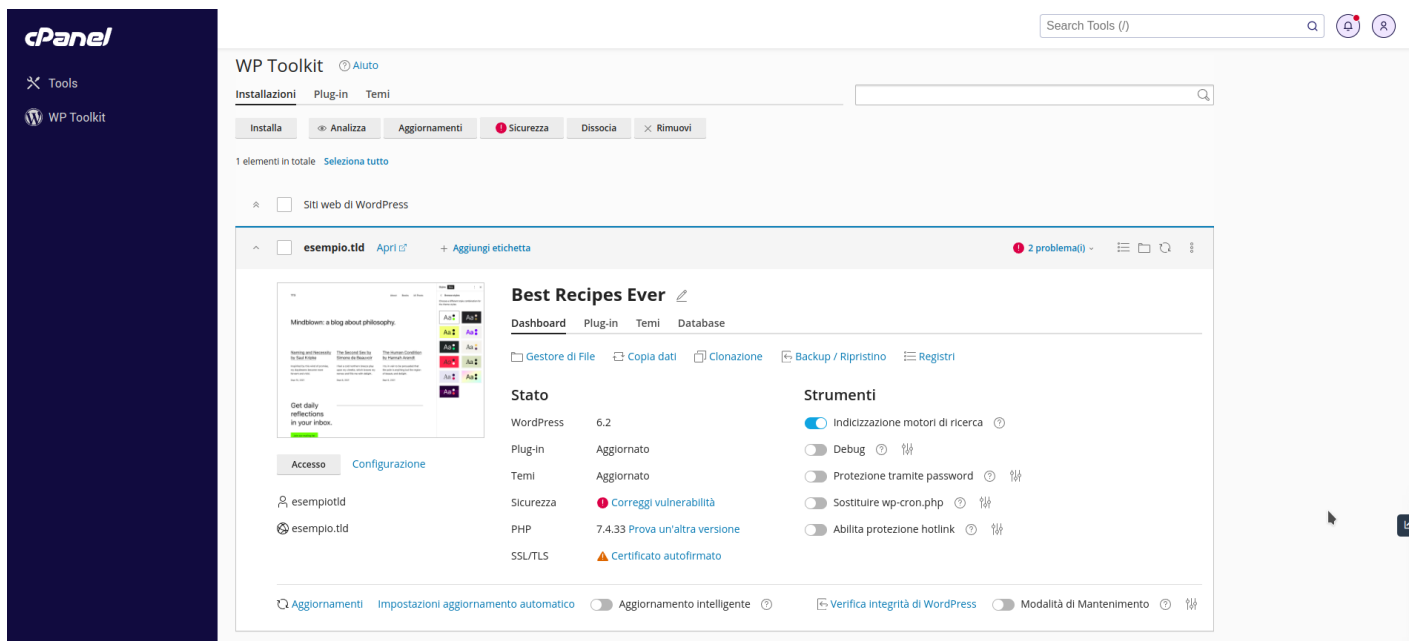 cPanel
Search Tools (/)
Tools
WP Toolkit
WP Toolkit Aiuto
Installazioni Plug-in Temi
Installa Analizza Aggiornamenti Sicurezza Dissocia Rimuovi
1 elementi in totale Seleziona tutto
Siti web di WordPress
esempio.tld Apri + Aggiungi etichetta 2 problema(i)
Best Recipes Ever
Mindblown: a blog about philosophy.
Get daily
reflections
in your inbox.
Dashboard Plug-in Temi Database
Gestore di File Copia dati Clonazione Backup / Ripristino Registri
Stato Strumenti
WordPress 6.2 Indicizzazione motori di ricerca
Plug-in Aggiornato Debug
Temi Aggiornato Protezione tramite password
Sicurezza Correggi vulnerabilità Sostituire wp-cron.php
PHP 7.4.33 Prova un'altra versione Abilita protezione hotlink
SSL/TLS Certificato autofirmato
Accesso Configurazione
esempiotld
esempio.tld
Aggiornamenti Impostazioni aggiornamento automatico Aggiornamento intelligente Verifica integrità di WordPress Modalità di Mantenimento